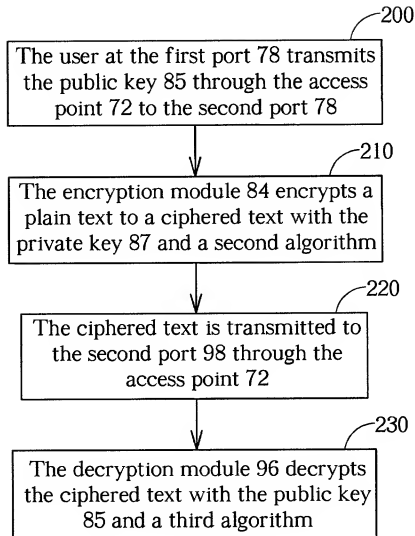 200
The user at the first port 78 transmits
the public key 85 through the access
point 72 to the second port 78
210
The encryption module 84 encrypts a
plain text to a ciphered text with the
private key 87 and a second algorithm
220
The ciphered text is transmitted to
the second port 98 through the
access point 72
230
The decryption module 96 decrypts
the ciphered text with the public key
85 and a third algorithm